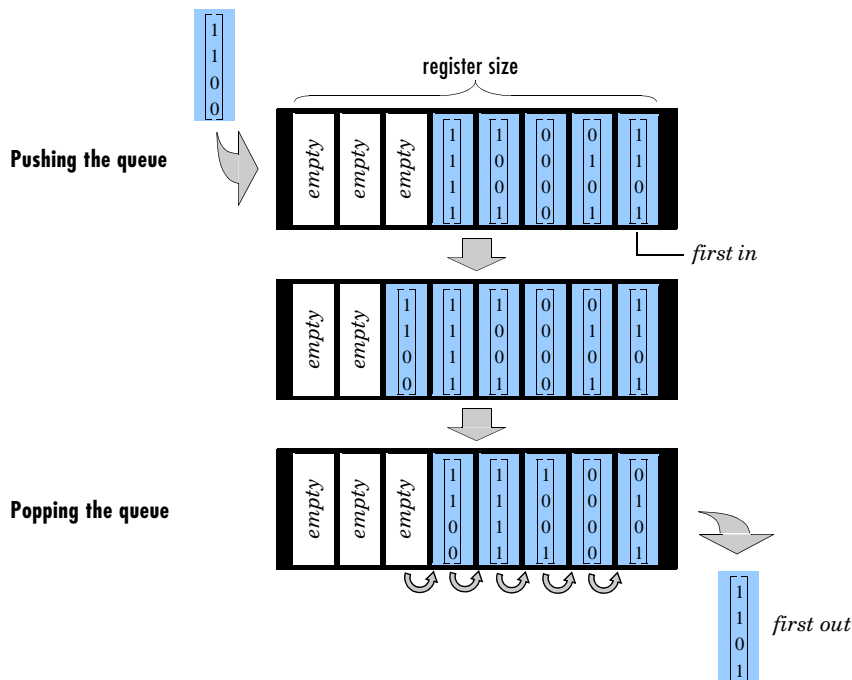 1
1
0
0
register size
Pushing the queue
empty empty empty
1 1 0 0 1
1 0 0 1 1
1 0 0 0 0
1 1 0 1 1
first in
empty empty
1 1 1 0 0 1
1 1 0 0 1 1
0 1 0 0 0 0
0 1 1 0 1 1
Popping the queue
empty empty empty
1 1 1 0 0
1 1 0 0 1
0 1 0 0 0
0 1 1 0 1
1
1
0
1
first out